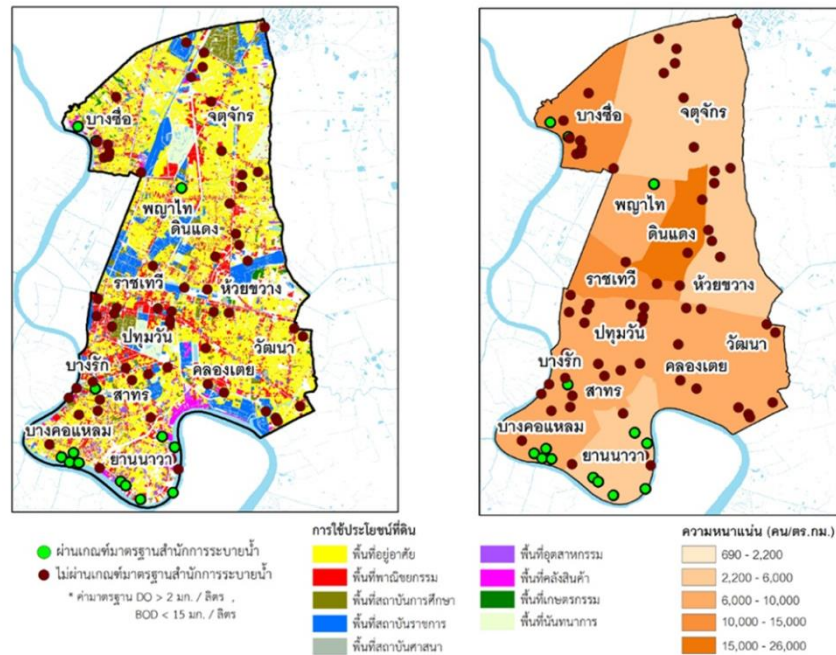 บางซื่อ
จตุจักร
พญาไท
ดินแดง
ราชเทวี
ห้วยขวาง
ปทุมวัน
บางรัก
วัฒนา
คลองเตย
สาทร
บางคอแหลม
ยานนาวา
บางซื่อ
จตุจักร
พญาไท
ดินแดง
ราชเทวี
ห้วยขวาง
ปทุมวัน
บางรัก
วัฒนา
คลองเตย
สาทร
บางคอแหลม
ยานนาวา
ผ่านเกณฑ์มาตรฐานสำนักการระบายน้ำ
ไม่ผ่านเกณฑ์มาตรฐานสำนักการระบายน้ำ
* ค่ามาตรฐาน DO > 2 มก. / ลิตร ,
BOD < 15 มก. / ลิตร
การใช้ประโยชน์ที่ดิน
พื้นที่อยู่อาศัย
พื้นที่พาณิชยกรรม
พื้นที่สถาบันการศึกษา
พื้นที่สถาบันราชการ
พื้นที่สถาบันศาสนา
พื้นที่อุตสาหกรรม
พื้นที่คลังสินค้า
พื้นที่เกษตรกรรม
พื้นที่นันทนาการ
ความหนาแน่น (คน/ตร.กม.)
690 - 2,200
2,200 - 6,000
6,000 - 10,000
10,000 - 15,000
15,000 - 26,000